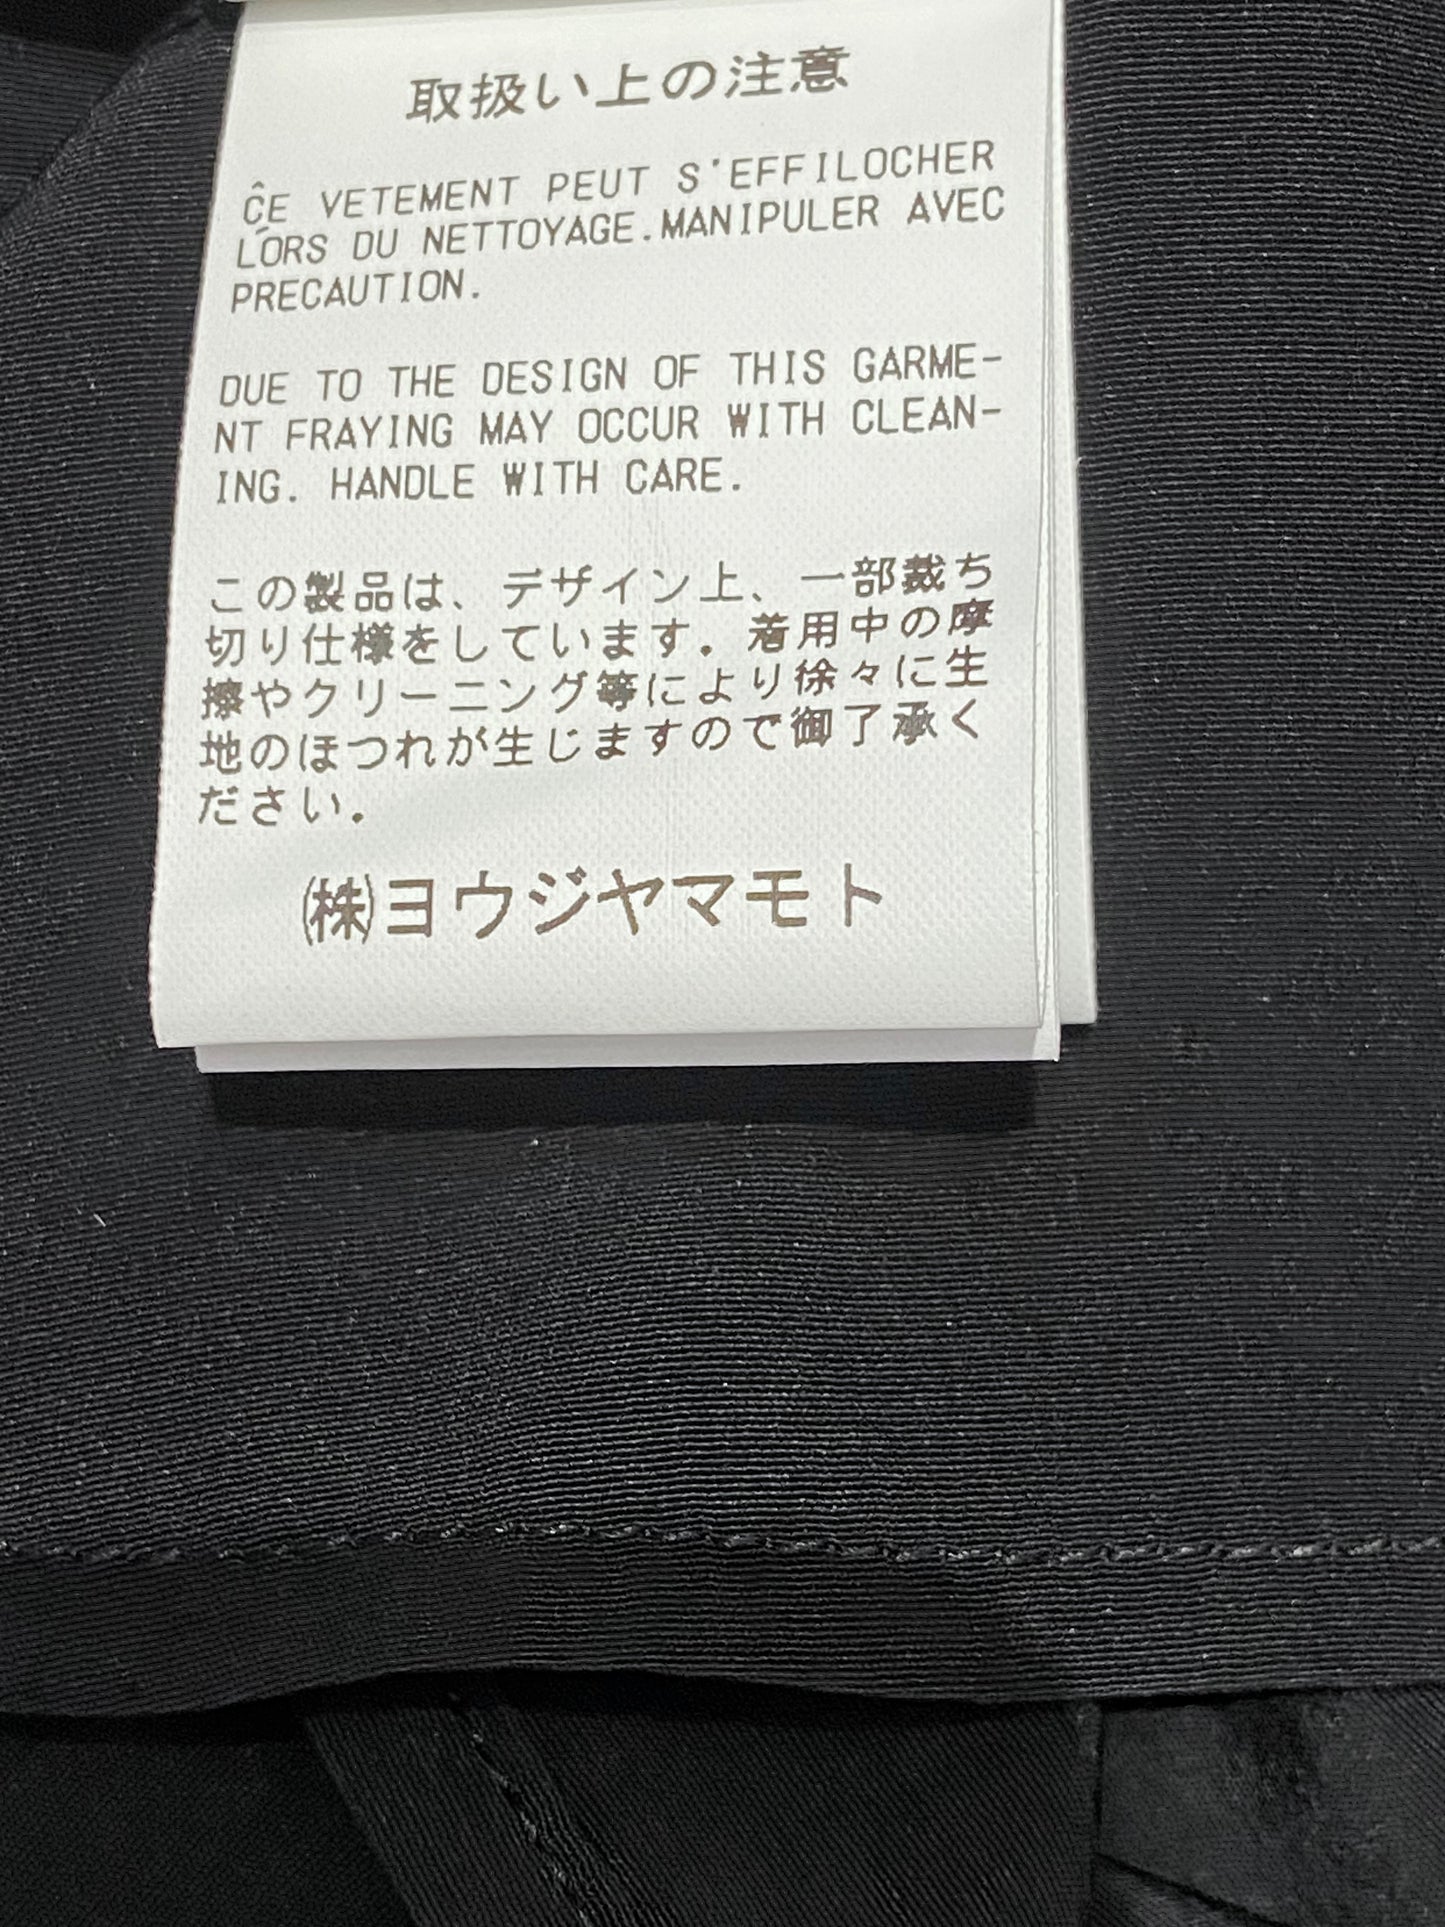 取扱い上の注意
ĈE VETEMENT PEUT S'EFFILOCHER
LORS DU NETTOYAGE.MANIPULER AVEC
PRECAUTION.
DUE TO THE DESIGN OF THIS GARME-
NT FRAYING MAY OCCUR WITH CLEAN-
ING. HANDLE WITH CARE.
この製品は、デザイン上、一部裁ち
切り仕様をしています．着用中の摩
擦やクリーニング等により徐々に生
地のほつれが生じますので御了承く
ださい．
㈱ヨウジヤマモト